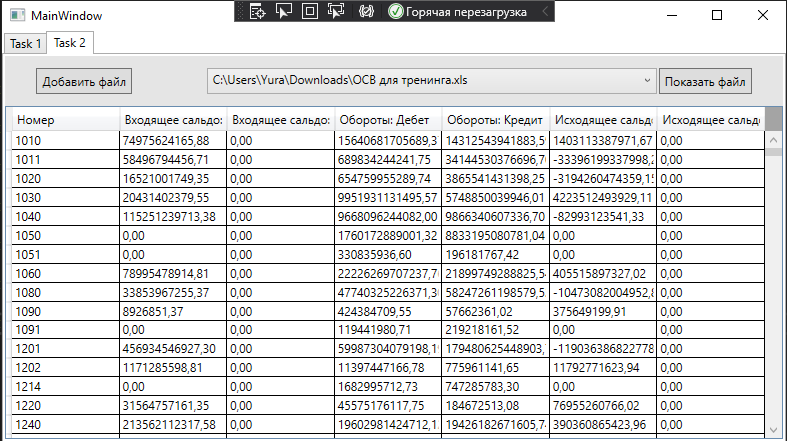 MainWindow
Горячая перезагрузка
Task 1 Task 2
Добавить файл C:\Users\Yura\Downloads\ОСВ для тренинга.xls Показать файл
Номер Входящее сальдо: Входящее сальдо: Обороты: Дебет Обороты: Кредит Исходящее сальдо Исходящее сальдо
1010 74975624165,88 0,00 15640681705689,3 14312543941883,5 1403113387971,67 0,00
1011 58496794456,71 0,00 689834244241,75 34144530376696,7 -33396199337998,2 0,00
1020 16521001749,35 0,00 654759955289,74 3865541431398,25 -3194260474359,15 0,00
1030 20431402379,55 0,00 9951931131495,57 5748850039946,01 4223512493929,11 0,00
1040 115251239713,38 0,00 9668096244082,00 9866340607336,70 -82993123541,33 0,00
1050 0,00 0,00 1760172889001,32 8833195080781,04 0,00 0,00
1051 0,00 0,00 330835936,60 196181767,42 0,00 0,00
1060 78995478914,81 0,00 22226269707237,7 21899749288825,5 405515897327,02 0,00
1080 33853967255,37 0,00 47740325226371,3 58247261198579,5 -10473082004952,8 0,00
1090 8926851,37 0,00 424384709,55 57662361,02 375649199,91 0,00
1091 0,00 0,00 119441980,71 219218161,52 0,00 0,00
1201 456934546927,30 0,00 59987304079198,1 179480625448903, -119036386822778 0,00
1202 1171285598,81 0,00 11397447166,78 775961141,65 11792771623,94 0,00
1214 0,00 0,00 1682995712,73 747285783,30 0,00 0,00
1220 31564757161,35 0,00 45575176117,75 184672513,08 76955260766,02 0,00
1240 213562112317,58 0,00 19602981424712,1 19426182671605,7 390360865423,96 0,00